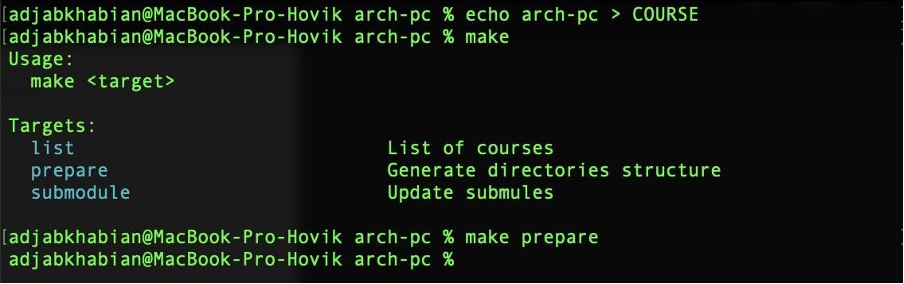 [adjabkhabian@MacBook-Pro-Hovik arch-pc % echo arch-pc > COURSE
[adjabkhabian@MacBook-Pro-Hovik arch-pc % make
Usage:
  make <target>

Targets:
  list                            List of courses
  prepare                         Generate directories structure
  submodule                       Update submules

[adjabkhabian@MacBook-Pro-Hovik arch-pc % make prepare
adjabkhabian@MacBook-Pro-Hovik arch-pc %